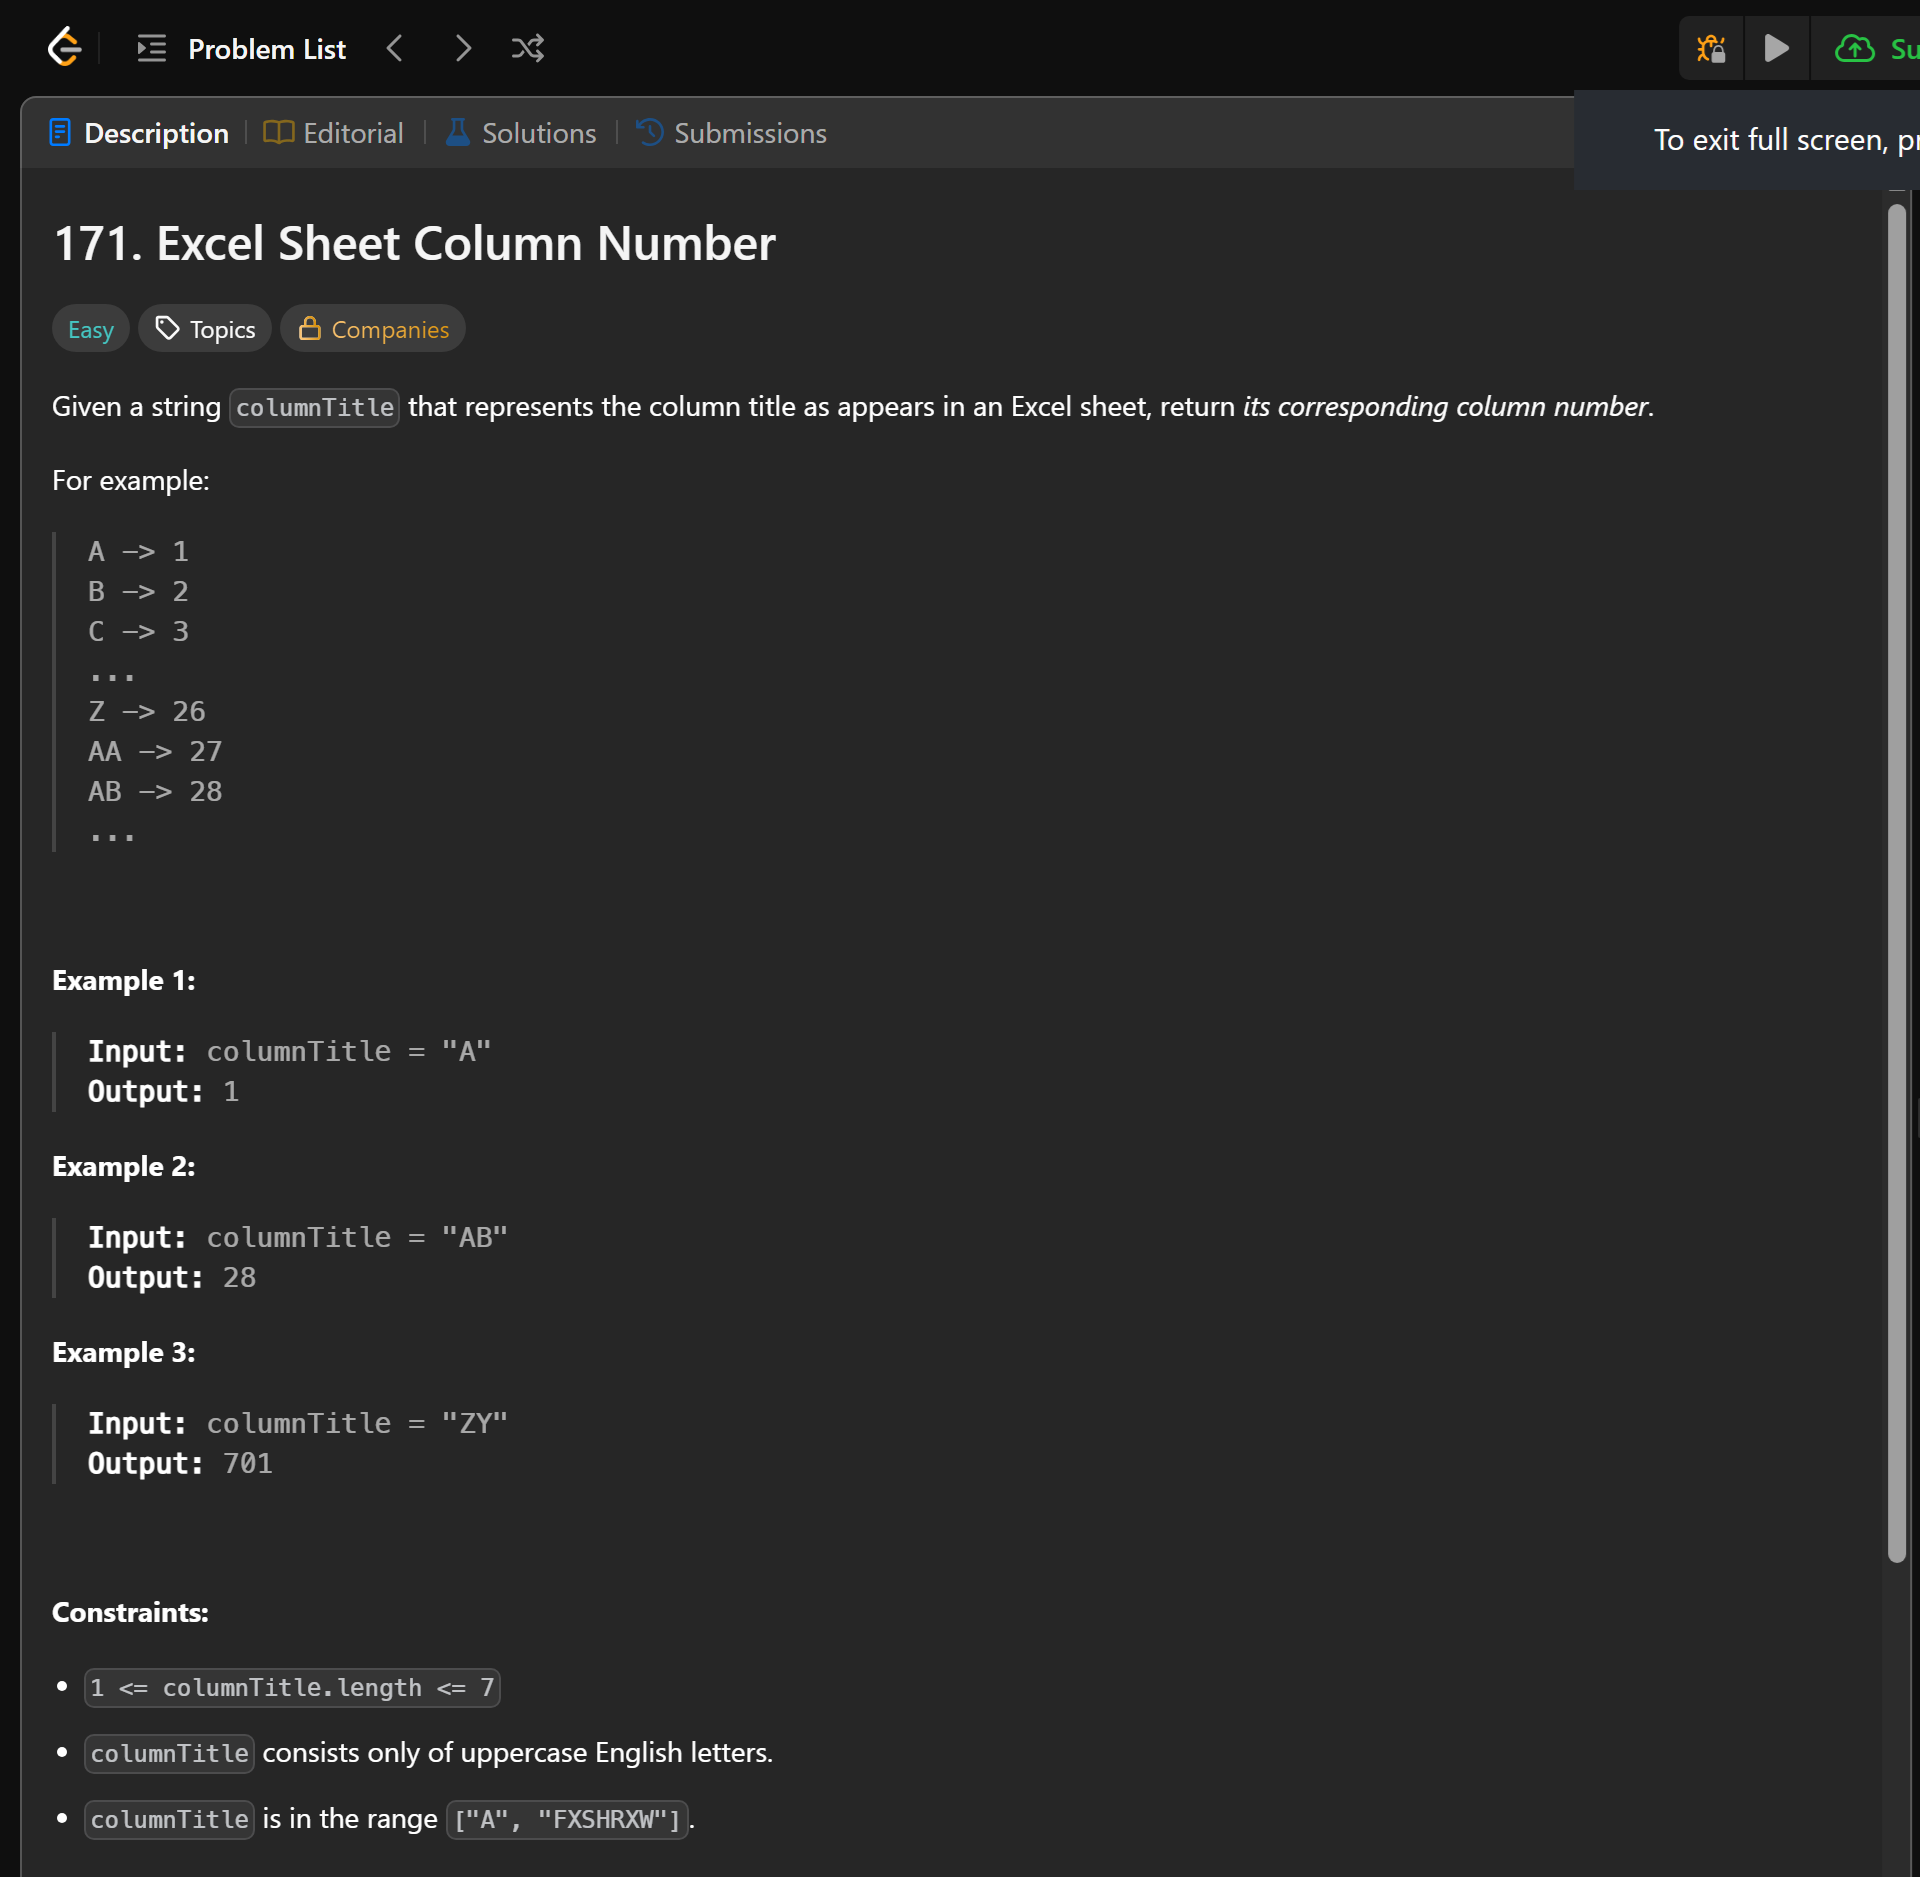 Problem List
Su
Description
Editorial
Solutions
Submissions
To exit full screen, pr
171. Excel Sheet Column Number
Easy
Topics
Companies
Given a string columnTitle that represents the column title as appears in an Excel sheet, return its corresponding column number.
For example:
A -> 1
B -> 2
C -> 3
...
Z -> 26
AA -> 27
AB -> 28
...
Example 1:
Input: columnTitle = "A"
Output: 1
Example 2:
Input: columnTitle = "AB"
Output: 28
Example 3:
Input: columnTitle = "ZY"
Output: 701
Constraints:
• 1 <= columnTitle.length <= 7
• columnTitle consists only of uppercase English letters.
• columnTitle is in the range ["A", "FXSHRXW"].